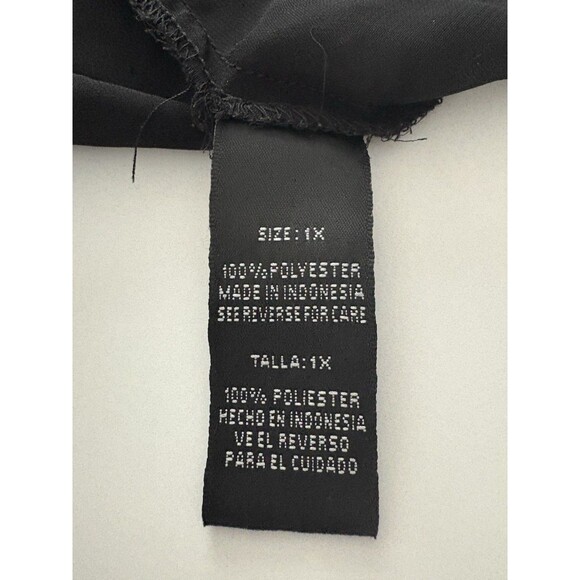 SIZE: 1X
100% POLYESTER
MADE IN INDONESIA
SEE REVERSE FOR CARE
TALLA: 1X
100% POLIESTER
HECHO EN INDONESIA
VE EL REVERSO
PARA EL CUIDADO